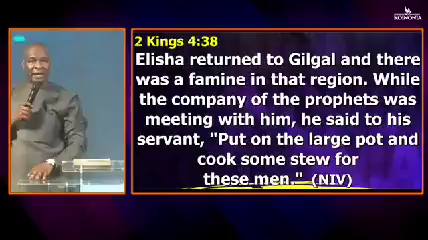 KOINONIA
2 Kings 4:38
Elisha returned to Gilgal and there
was a famine in that region. While
the company of the prophets was
meeting with him, he said to his
servant, "Put on the large pot and
cook some stew for
these men." (NIV)